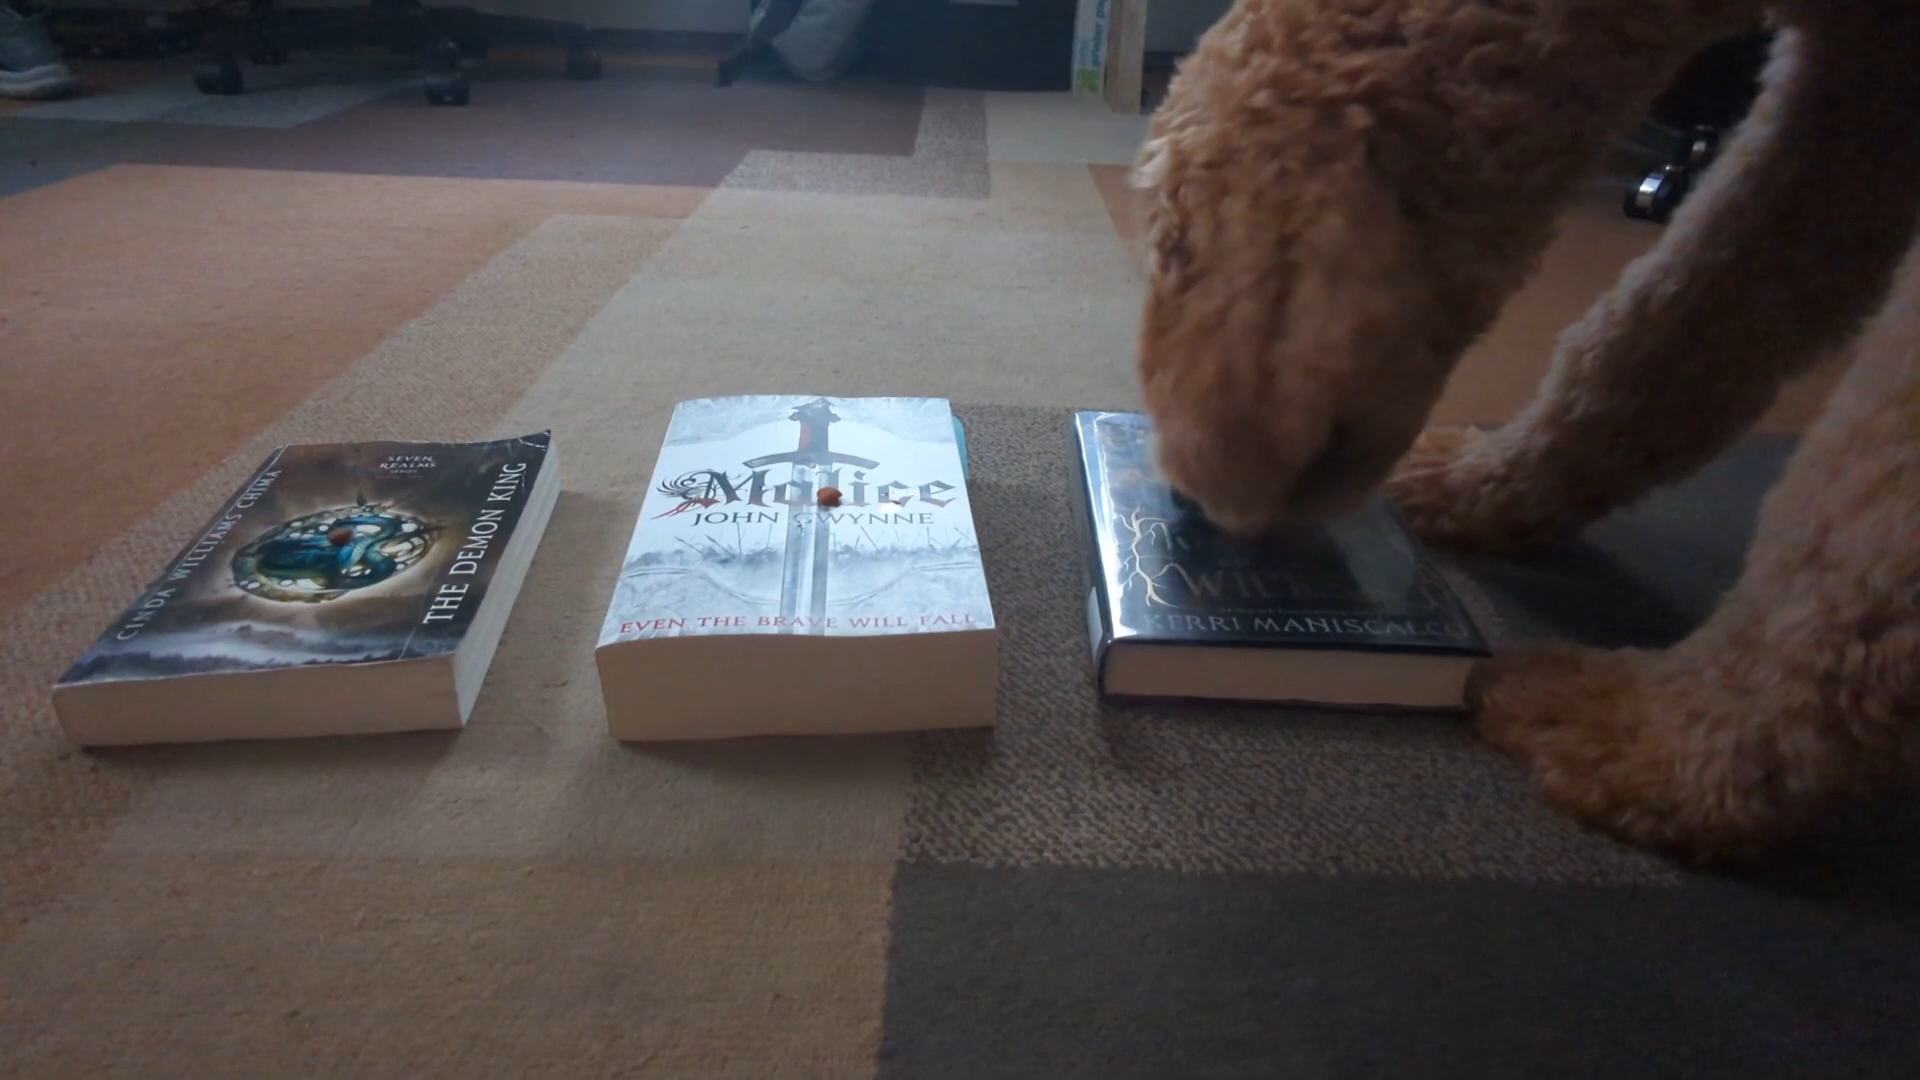 CINDA WILLIAMS CHIMA
SEVEN
REALMS
THE DEMON KING
Malice
JOHN GWYNNE
EVEN THE BRAVE WILL FALL
KERRI MANISCALCO